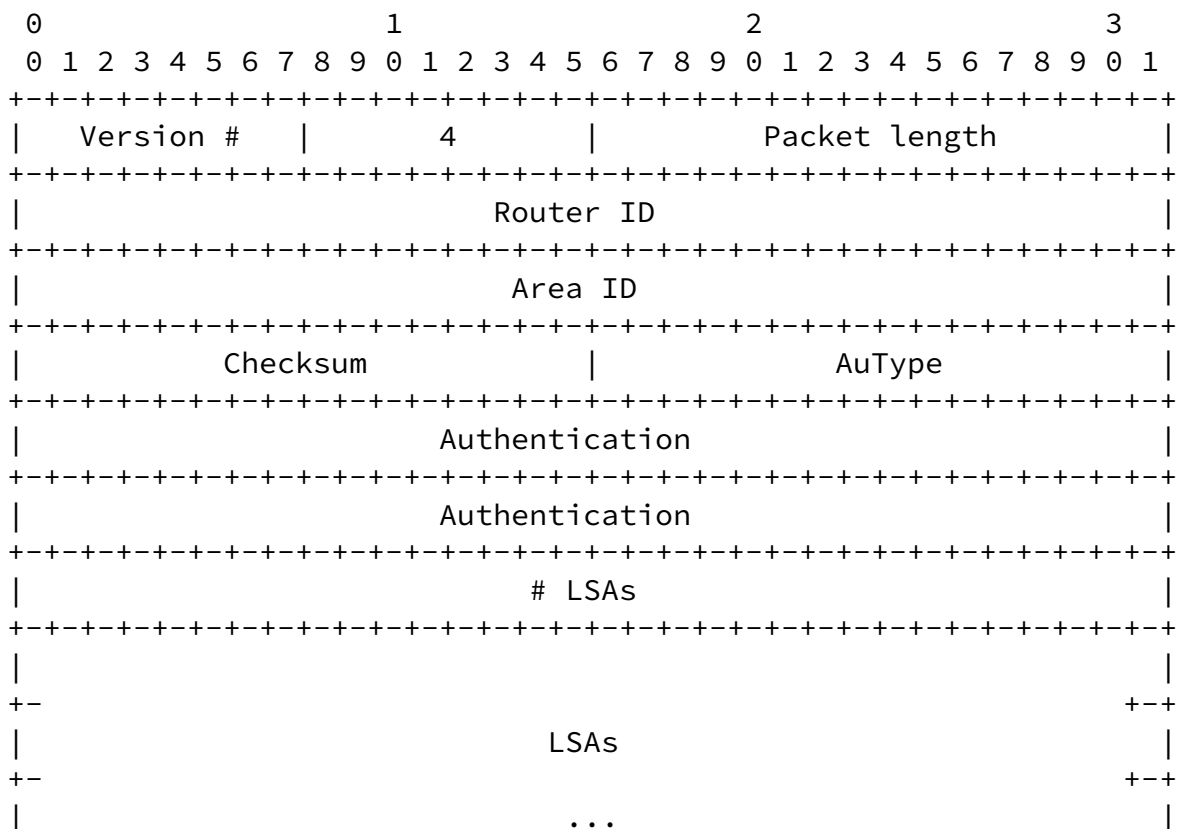 0                   1                   2                   3
 0 1 2 3 4 5 6 7 8 9 0 1 2 3 4 5 6 7 8 9 0 1 2 3 4 5 6 7 8 9 0 1
+-+-+-+-+-+-+-+-+-+-+-+-+-+-+-+-+-+-+-+-+-+-+-+-+-+-+-+-+-+-+-+-+
|   Version #   |       4       |         Packet length         |
+-+-+-+-+-+-+-+-+-+-+-+-+-+-+-+-+-+-+-+-+-+-+-+-+-+-+-+-+-+-+-+-+
|                          Router ID                            |
+-+-+-+-+-+-+-+-+-+-+-+-+-+-+-+-+-+-+-+-+-+-+-+-+-+-+-+-+-+-+-+-+
|                           Area ID                             |
+-+-+-+-+-+-+-+-+-+-+-+-+-+-+-+-+-+-+-+-+-+-+-+-+-+-+-+-+-+-+-+-+
|           Checksum            |             AuType            |
+-+-+-+-+-+-+-+-+-+-+-+-+-+-+-+-+-+-+-+-+-+-+-+-+-+-+-+-+-+-+-+-+
|                       Authentication                          |
+-+-+-+-+-+-+-+-+-+-+-+-+-+-+-+-+-+-+-+-+-+-+-+-+-+-+-+-+-+-+-+-+
|                       Authentication                          |
+-+-+-+-+-+-+-+-+-+-+-+-+-+-+-+-+-+-+-+-+-+-+-+-+-+-+-+-+-+-+-+-+
|                            # LSAs                             |
+-+-+-+-+-+-+-+-+-+-+-+-+-+-+-+-+-+-+-+-+-+-+-+-+-+-+-+-+-+-+-+-+
|                                                               |
+-                                                            +-+
|                             LSAs                              |
+-                                                            +-+
|                              ...                              |